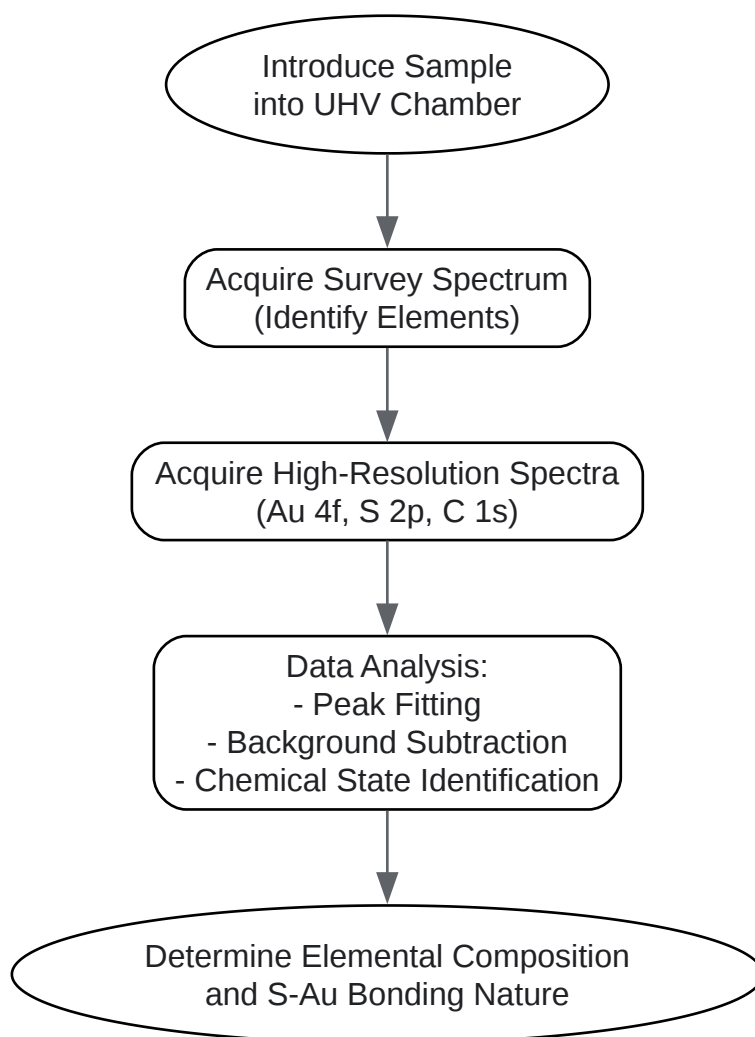 Introduce Sample
into UHV Chamber
Acquire Survey Spectrum
(Identify Elements)
Acquire High-Resolution Spectra
(Au 4f, S 2p, C 1s)
Data Analysis:
- Peak Fitting
- Background Subtraction
- Chemical State Identification
Determine Elemental Composition
and S-Au Bonding Nature